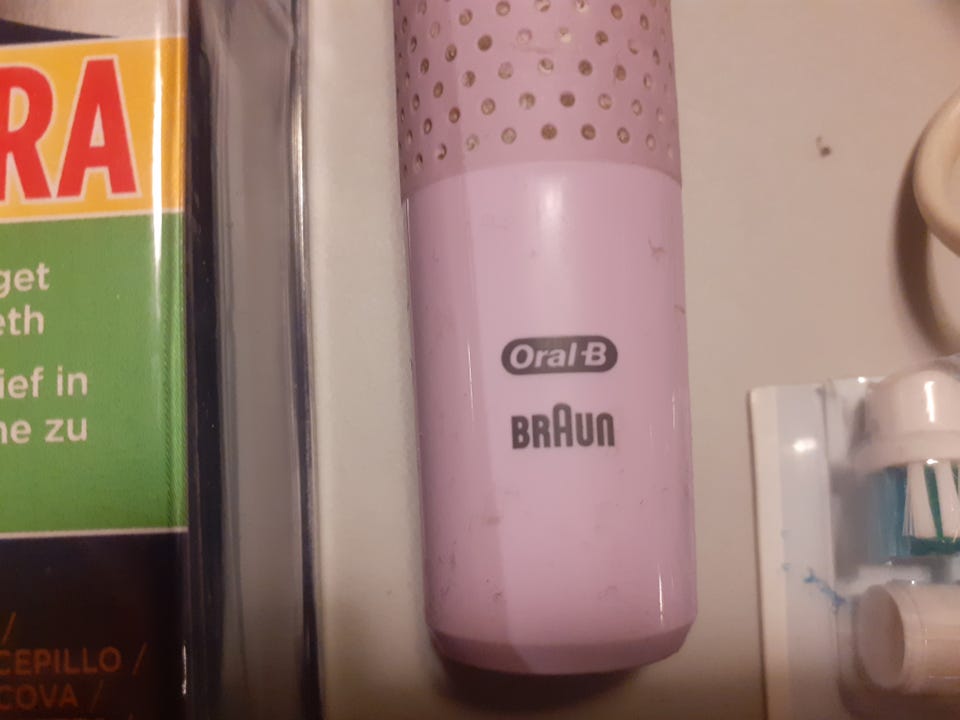 RA
get
eth
ief in
ne zu
/
CEPILLO /
COVA /
Oral-B
BRAUN